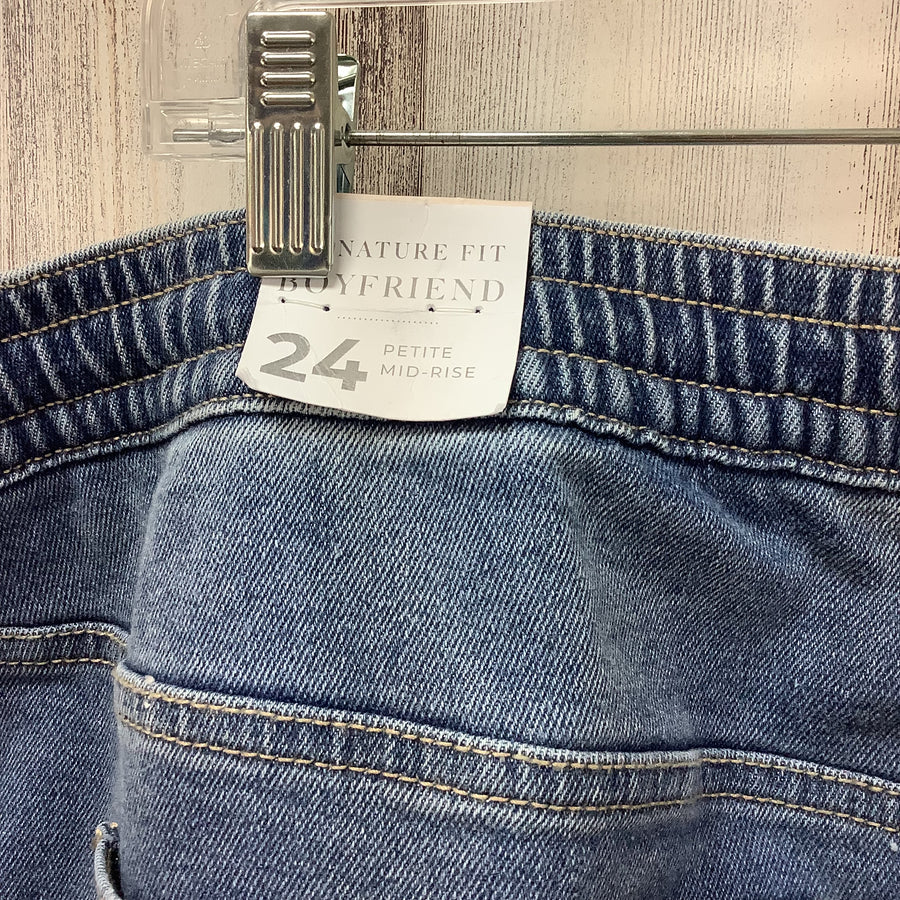 NATURE FIT
BOYFRIEND
24
PETITE
MID-RISE